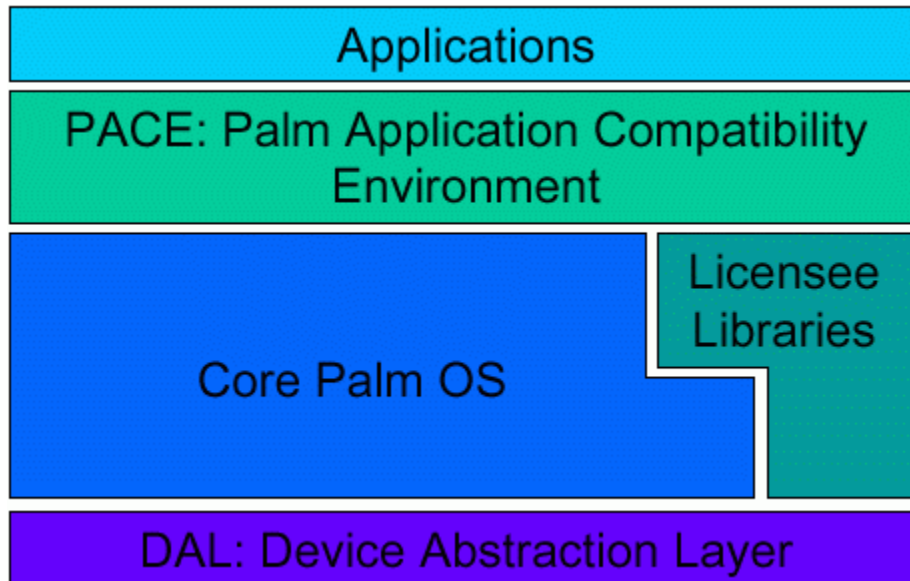 Applications
PACE: Palm Application Compatibility
Environment
Licensee
Libraries
Core Palm OS
DAL: Device Abstraction Layer